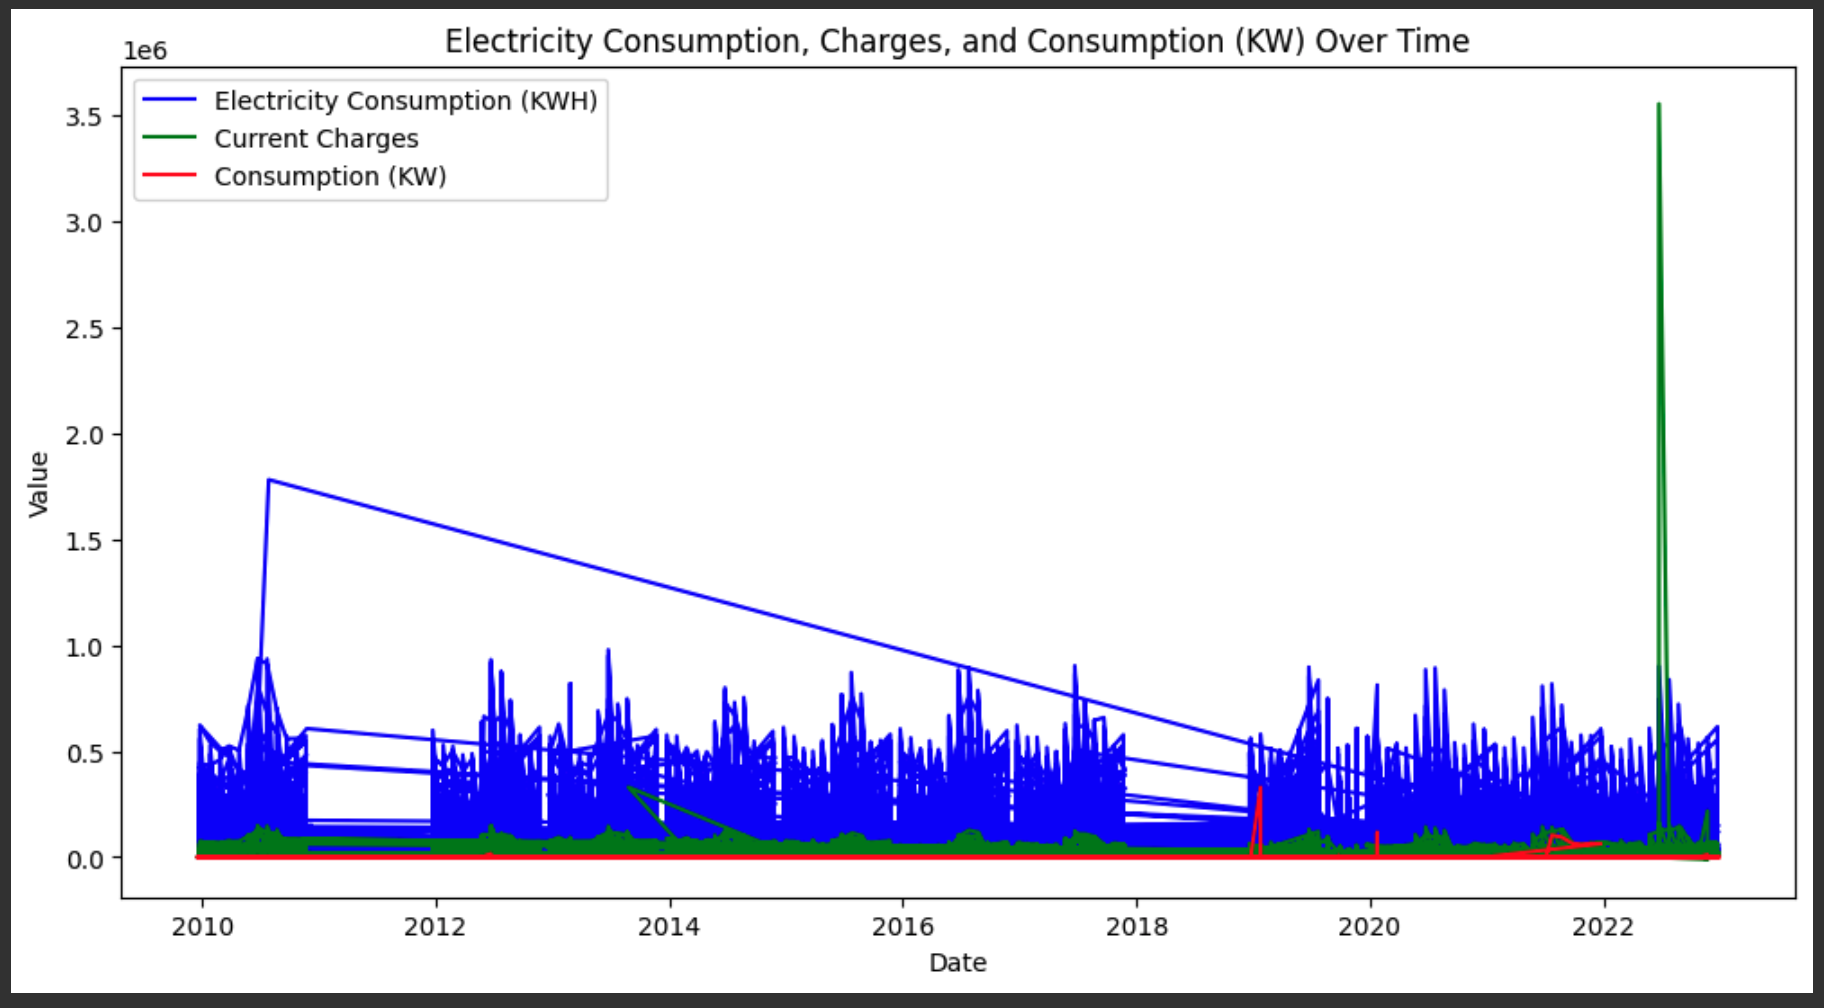 Electricity Consumption, Charges, and Consumption (KW) Over Time
1e6
Electricity Consumption (KWH)
Current Charges
Consumption (KW)
3.5
3.0
2.5
2.0
1.5
1.0
0.5
0.0
Value
2010 2012 2014 2016 2018 2020 2022
Date